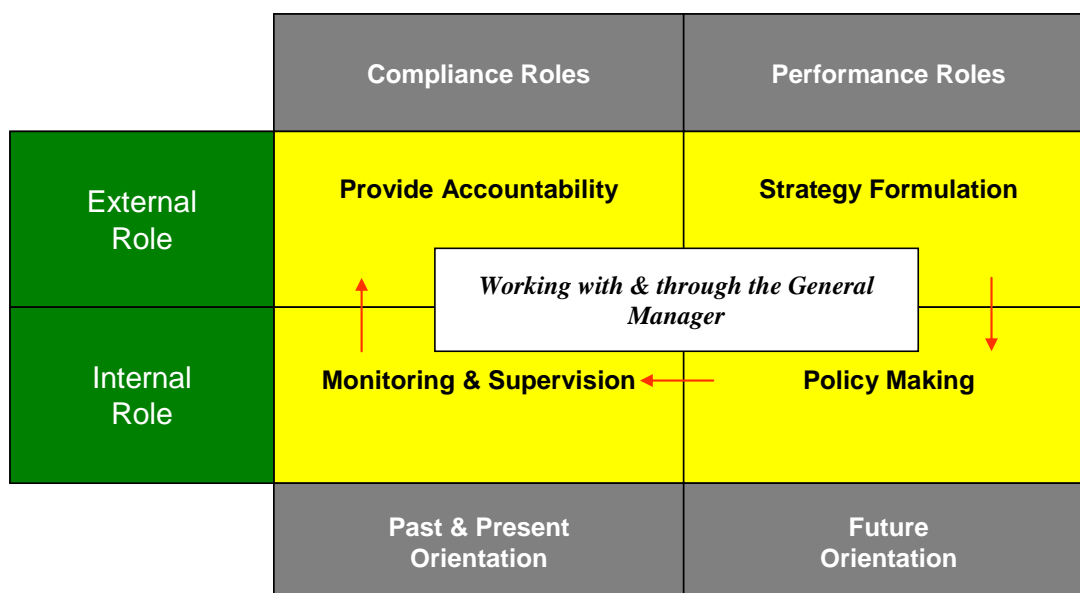 Compliance Roles
Performance Roles
External
Role
Provide Accountability
Strategy Formulation
Working with & through the General
Manager
Internal
Role
Monitoring & Supervision
Policy Making
Past & Present
Orientation
Future
Orientation